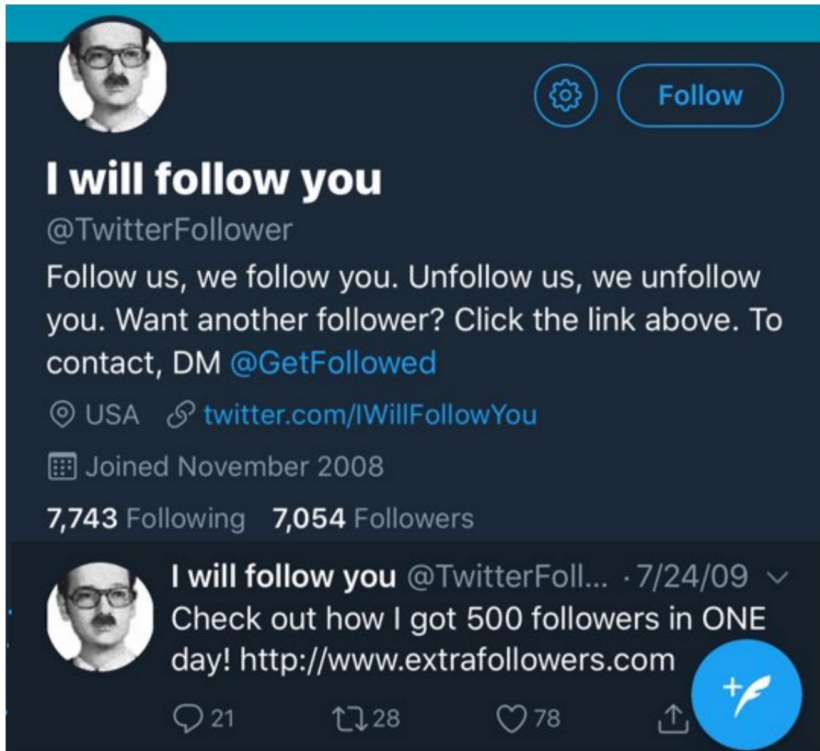 Follow
I will follow you
@TwitterFollower
Follow us, we follow you. Unfollow us, we unfollow
you. Want another follower? Click the link above. To
contact, DM @GetFollowed
USA twitter.com/IWillFollowYou
Joined November 2008
7,743 Following 7,054 Followers
I will follow you @TwitterFoll... · 7/24/09
Check out how I got 500 followers in ONE
day! http://www.extrafollowers.com
21 28 78